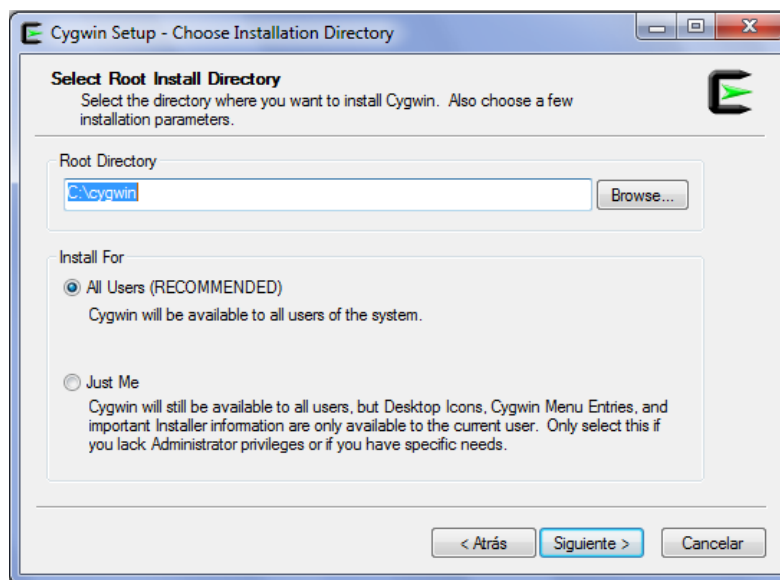 Cygwin Setup - Choose Installation Directory
Select Root Install Directory
Select the directory where you want to install Cygwin. Also choose a few
installation parameters.
Root Directory
C:\cygwin
Browse...
Install For
All Users (RECOMMENDED)
Cygwin will be available to all users of the system.
Just Me
Cygwin will still be available to all users, but Desktop Icons, Cygwin Menu Entries, and
important Installer information are only available to the current user. Only select this if
you lack Administrator privileges or if you have specific needs.
< Atrás
Siguiente >
Cancelar